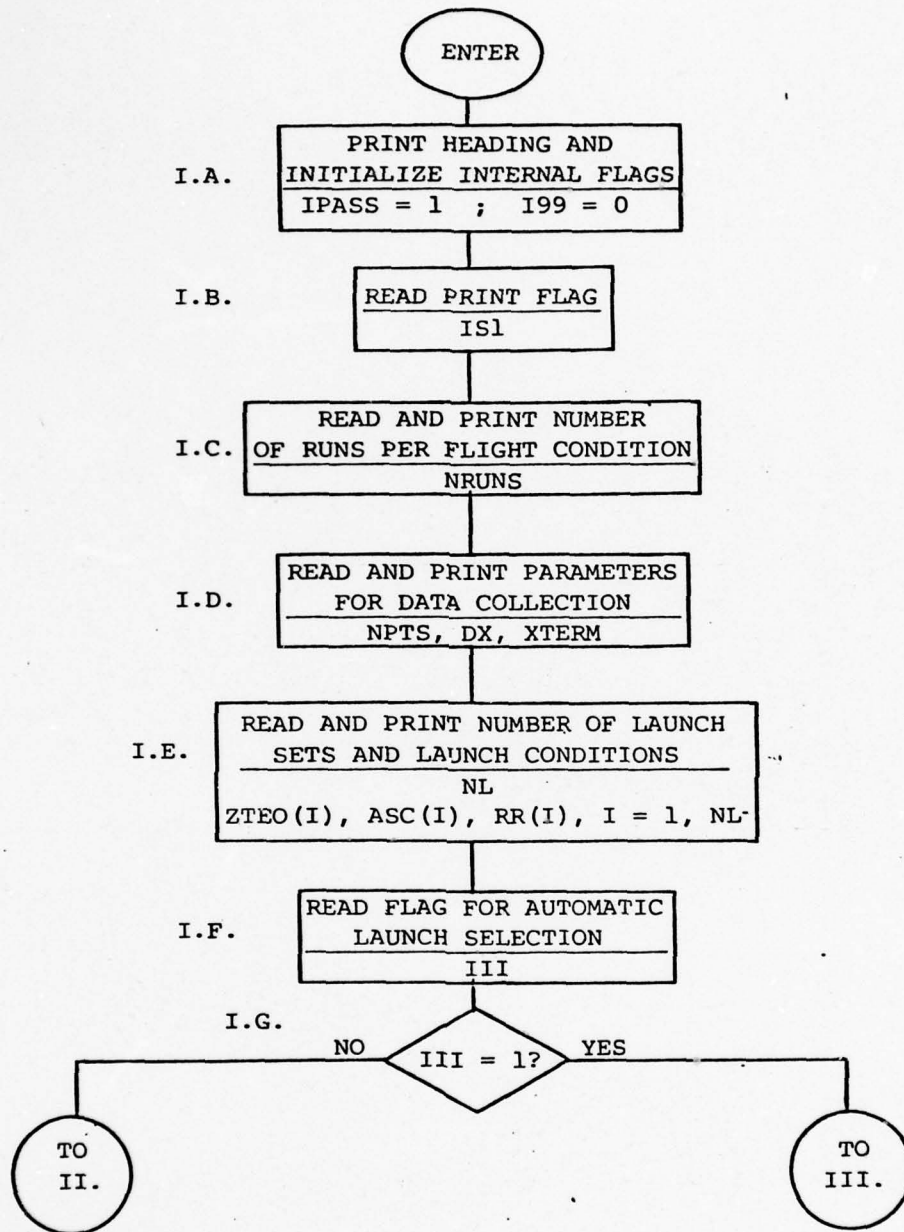 ENTER
I.A.
PRINT HEADING AND
INITIALIZE INTERNAL FLAGS
IPASS = 1 ; I99 = 0
I.B.
READ PRINT FLAG
IS1
I.C.
READ AND PRINT NUMBER
OF RUNS PER FLIGHT CONDITION
NRUNS
I.D.
READ AND PRINT PARAMETERS
FOR DATA COLLECTION
NPTS, DX, XTERM
I.E.
READ AND PRINT NUMBER OF LAUNCH
SETS AND LAUNCH CONDITIONS
NL
ZTEO(I), ASC(I), RR(I), I = 1, NL
I.F.
READ FLAG FOR AUTOMATIC
LAUNCH SELECTION
III
I.G.
NO
III = 1?
YES
TO
II.
TO
III.